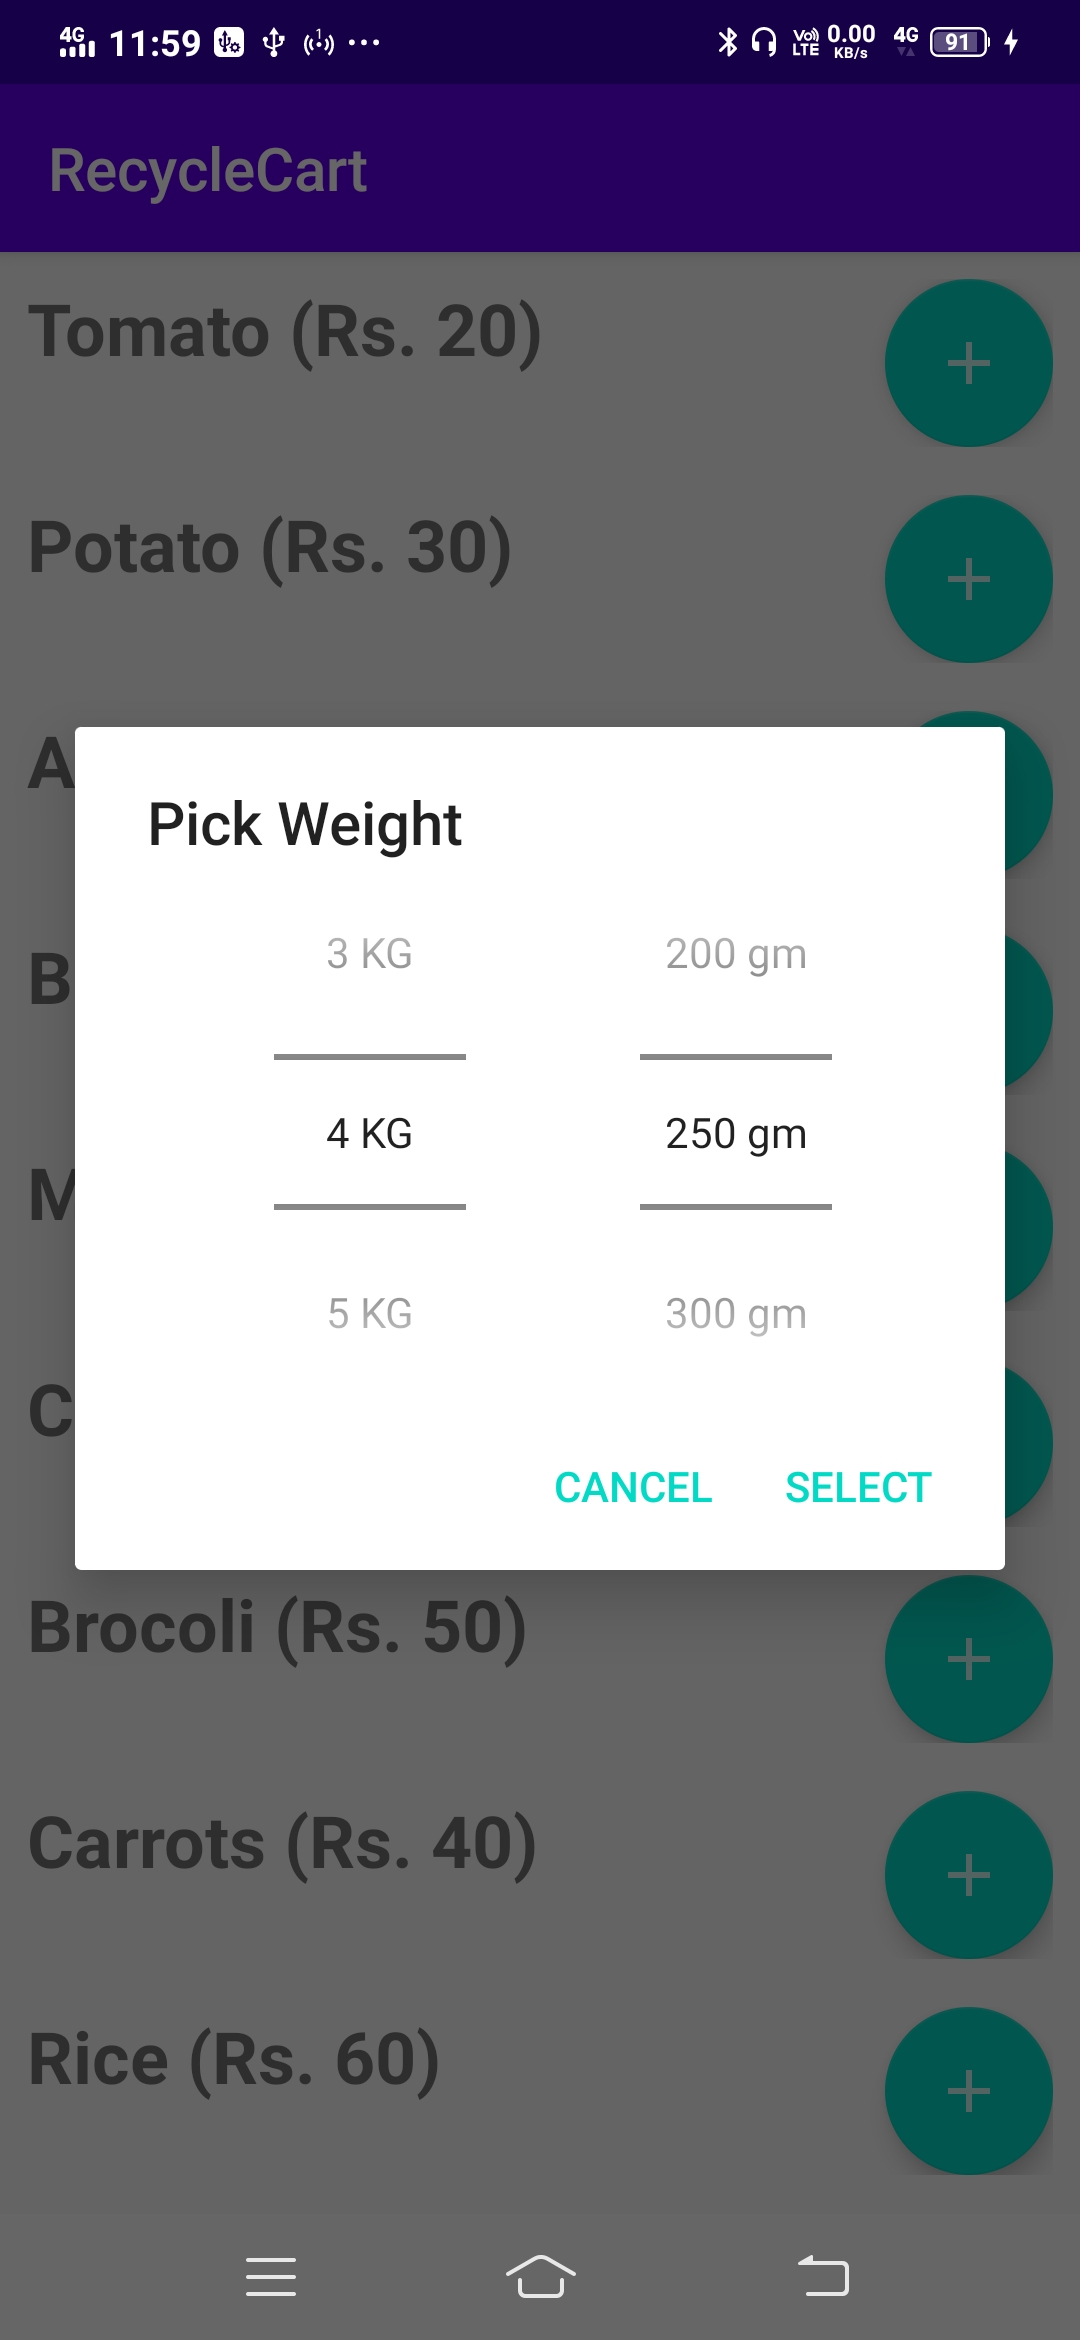 4G 11:59 1 Vo) LTE 0.00 KB/s 4G 91
RecycleCart
Tomato (Rs. 20)
Potato (Rs. 30)
A
Pick Weight
3 KG 200 gm
B
4 KG 250 gm
M
5 KG 300 gm
C
CANCEL SELECT
Brocoli (Rs. 50)
Carrots (Rs. 40)
Rice (Rs. 60)